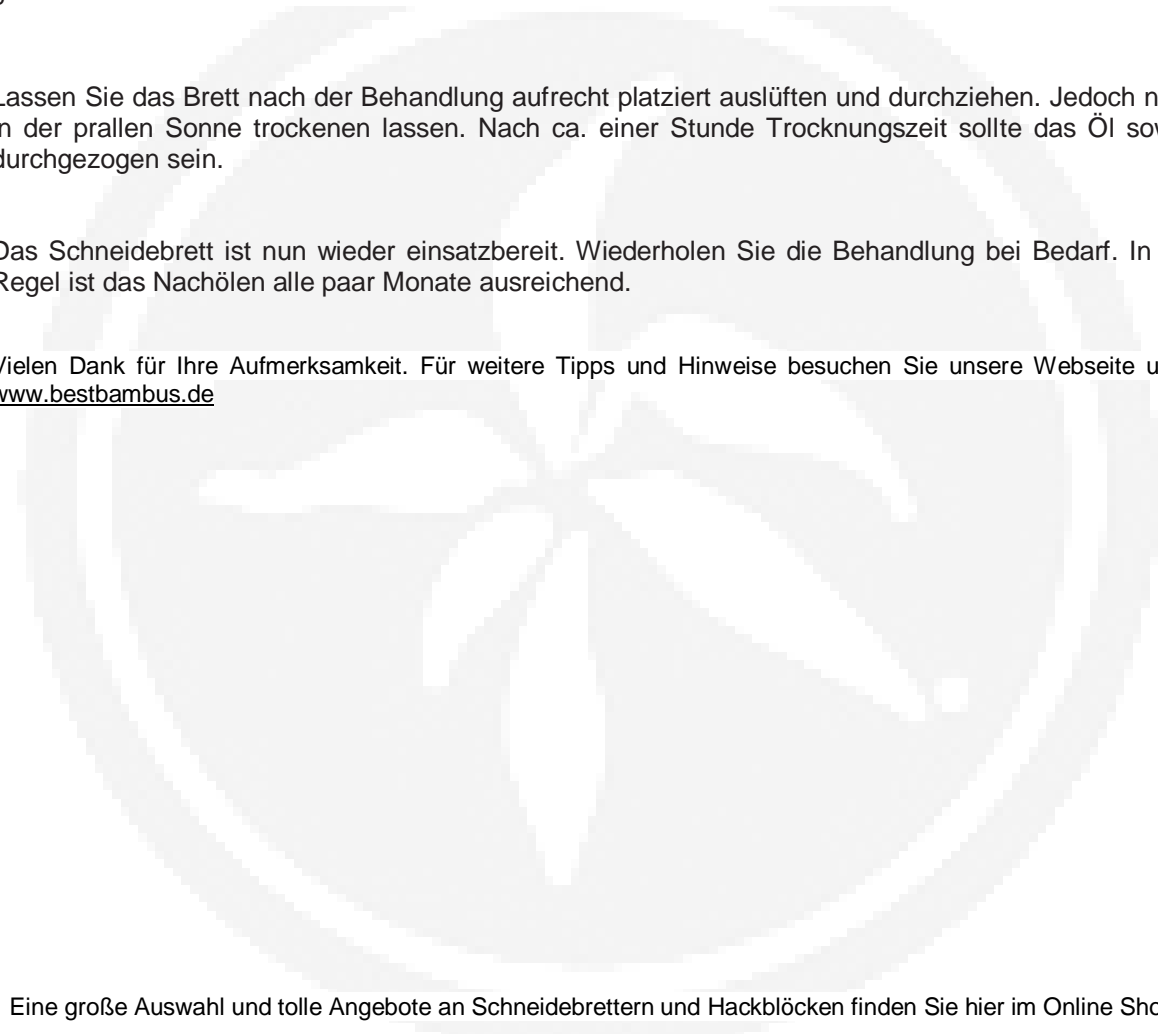 Lassen Sie das Brett nach der Behandlung aufrecht platziert auslüften und durchziehen. Jedoch
in der prallen Sonne trockenen lassen. Nach ca. einer Stunde Trocknungszeit sollte das Öl
durchgezogen sein.
Das Schneidebrett ist nun wieder einsatzbereit. Wiederholen Sie die Behandlung bei Bedarf. In
Regel ist das Nachölen alle paar Monate ausreichend.
Vielen Dank für Ihre Aufmerksamkeit. Für weitere Tipps und Hinweise besuchen Sie unsere Webseite
www.bestbambus.de
Eine große Auswahl und tolle Angebote an Schneidebrettern und Hackblöcken finden Sie hier im Online